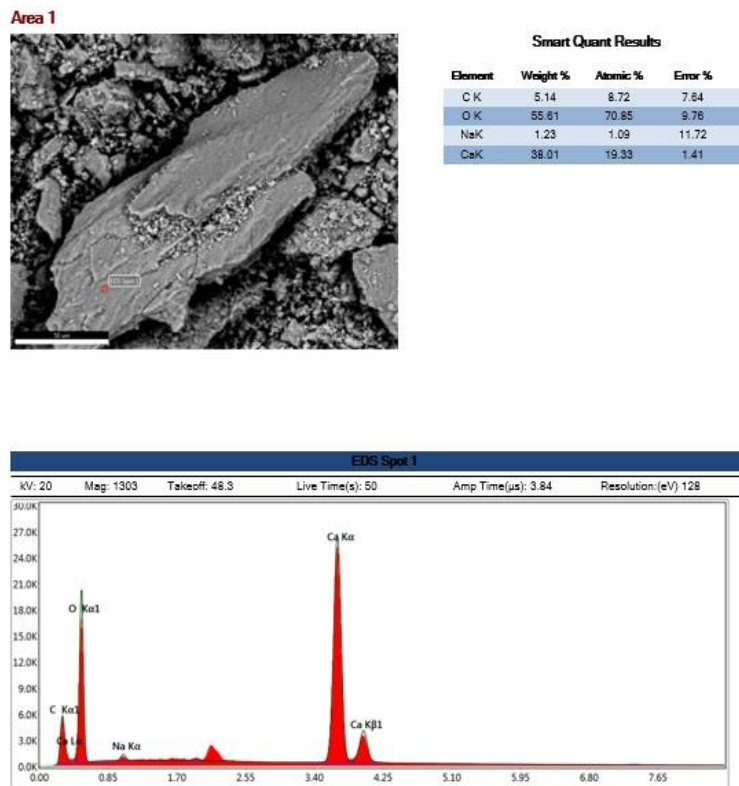 Area 1
Smart Quant Results
Element Weight % Atomic % Error %
C K 5.14 8.72 7.64
O K 55.61 70.85 9.76
NaK 1.23 1.09 11.72
CaK 38.01 19.33 1.41
EDS Spot 1
50 µm
EDS Spot 1
kV: 20 Mag: 1303 Takeoff: 48.3 Live Time(s): 50 Amp Time(µs): 3.84 Resolution:(eV) 128
30.0K
27.0K
Ca Kα
24.0K
21.0K
18.0K
O Kα1
15.0K
12.0K
9.0K
6.0K
C Kα1
Ca Kβ1
3.0K
Ca Lα
Na Kα
0.0K
0.00 0.85 1.70 2.55 3.40 4.25 5.10 5.95 6.80 7.65